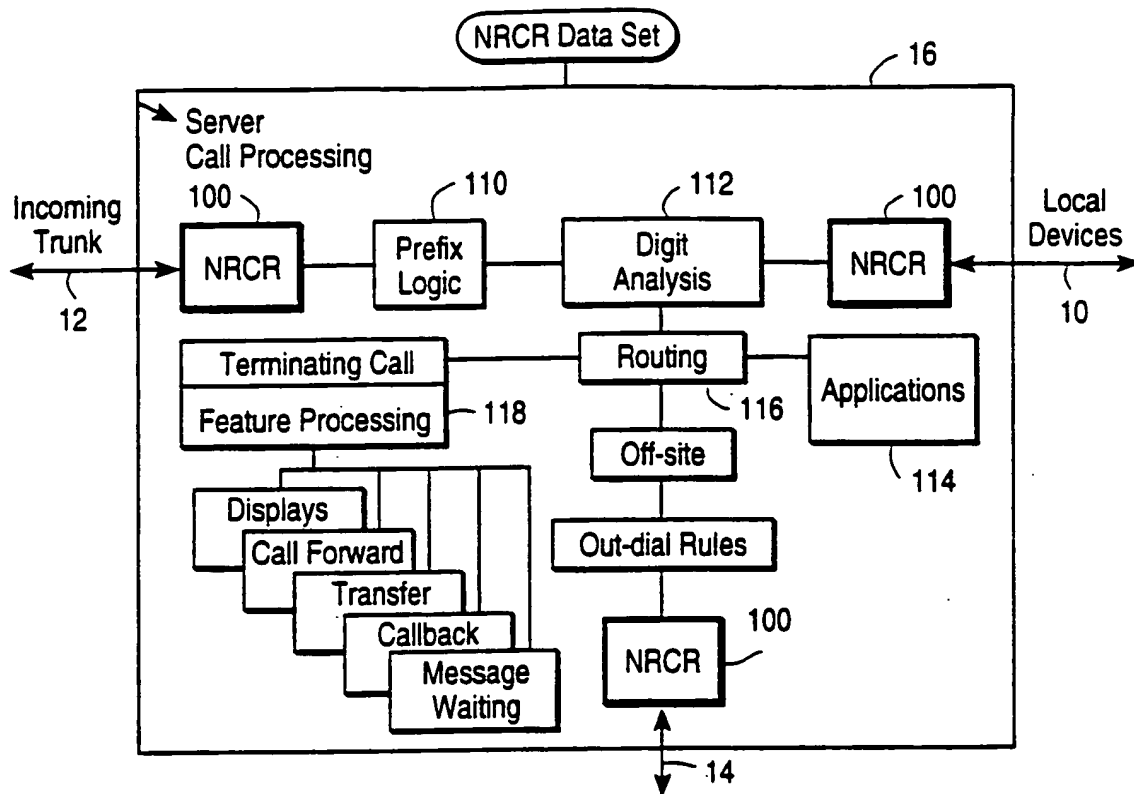 NRCR Data Set
16
Server
Call Processing
100
110
112
100
Incoming
Trunk
Local
Devices
NRCR
Prefix
Logic
Digit
Analysis
NRCR
12
10
Terminating Call
Routing
Applications
Feature Processing
118
116
Off-site
114
Displays
Call Forward
Out-dial Rules
Transfer
Callback
100
NRCR
Message
Waiting
14